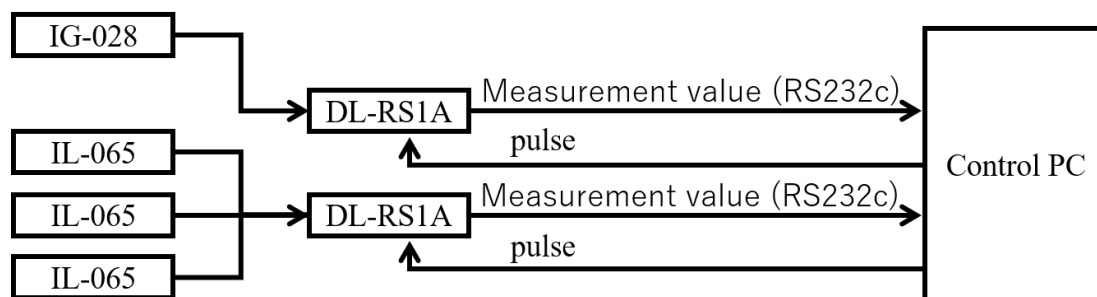 IG-028
DL-RS1A
Measurement value (RS232c)
pulse
IL-065
IL-065
IL-065
DL-RS1A
Measurement value (RS232c)
pulse
Control PC